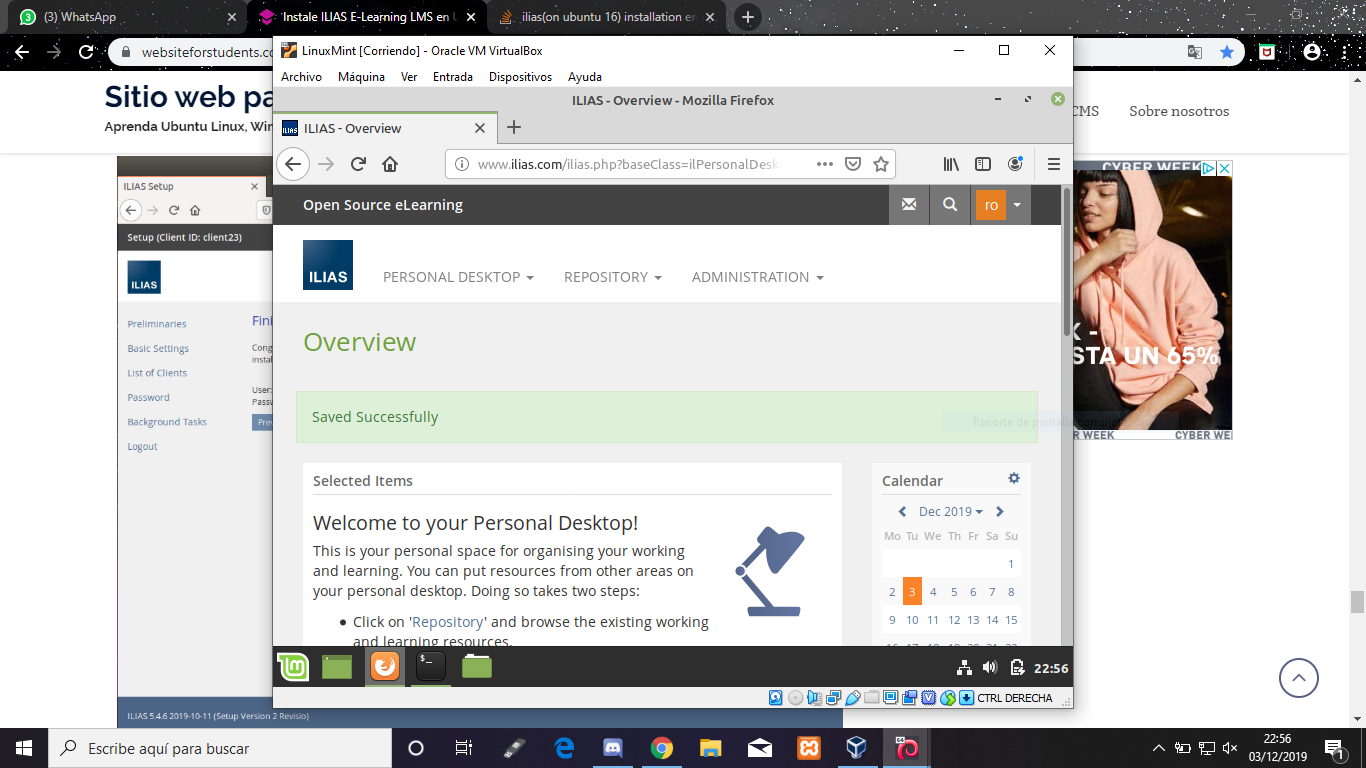 (3) WhatsApp
Instale ILIAS E-Learning LMS en U
ilias(on ubuntu 16) installation er
websiteforstudents.co
LinuxMint [Corriendo] - Oracle VM VirtualBox
Archivo Máquina Ver Entrada Dispositivos Ayuda
ILIAS - Overview - Mozilla Firefox
ILIAS - Overview
www.ilias.com/ilias.php?baseClass=ilPersonalDesk
Open Source eLearning
ro
ILIAS
PERSONAL DESKTOP
REPOSITORY
ADMINISTRATION
Overview
Saved Successfully
Recorte de pantalla comple
Selected Items
Welcome to your Personal Desktop!
This is your personal space for organising your working
and learning. You can put resources from other areas on
your personal desktop. Doing so takes two steps:
Click on 'Repository' and browse the existing working
and learning resources.
Calendar
Dec 2019
Mo Tu We Th Fr Sa Su
1
2 3 4 5 6 7 8
9 10 11 12 13 14 15
22:56
CTRL DERECHA
Sitio web pa
Aprenda Ubuntu Linux, Win
CMS
Sobre nosotros
ILIAS Setup
Setup (Client ID: client23)
ILIAS
Preliminaries
Basic Settings
List of Clients
Password
Background Tasks
Logout
Fini
Cong
instal
User:
Passw
Prev
ILIAS 5.4.6 2019-10-11 (Setup Version 2 Revisio)
CYBER WEEK
K -
STA UN 65%
R WEEK
CYBER WE
Escribe aquí para buscar
22:56
03/12/2019
1